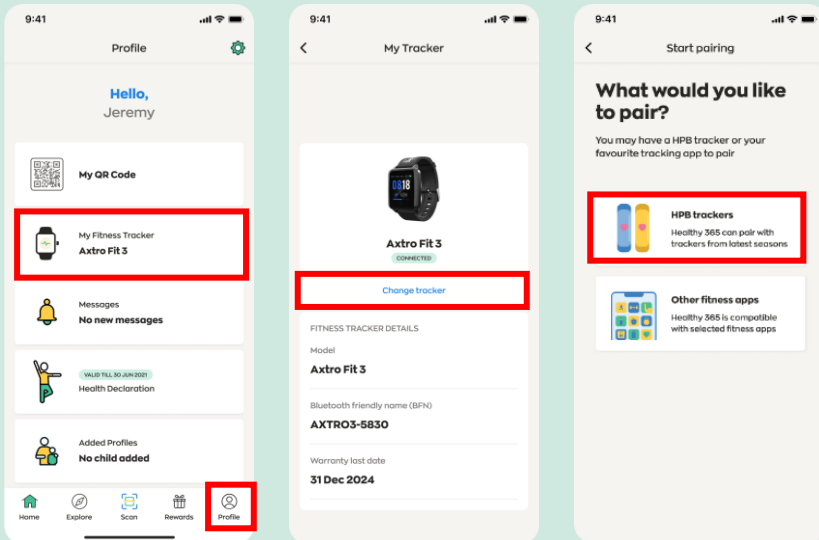 9:41
Profile
Hello,
Jeremy
My QR Code
My Fitness Tracker
Axtro Fit 3
Messages
No new messages
VALID TILL 30 JUN 2021
Health Declaration
Added Profiles
No child added
Home
Explore
Scan
Rewards
Profile
9:41
My Tracker
08:18
Axtro Fit 3
CONNECTED
Change tracker
FITNESS TRACKER DETAILS
Model
Axtro Fit 3
Bluetooth friendly name (BFN)
AXTRO3-5830
Warranty last date
31 Dec 2024
9:41
Start pairing
What would you like
to pair?
You may have a HPB tracker or your
favourite tracking app to pair
HPB trackers
Healthy 365 can pair with
trackers from latest seasons
Other fitness apps
Healthy 365 is compatible
with selected fitness apps